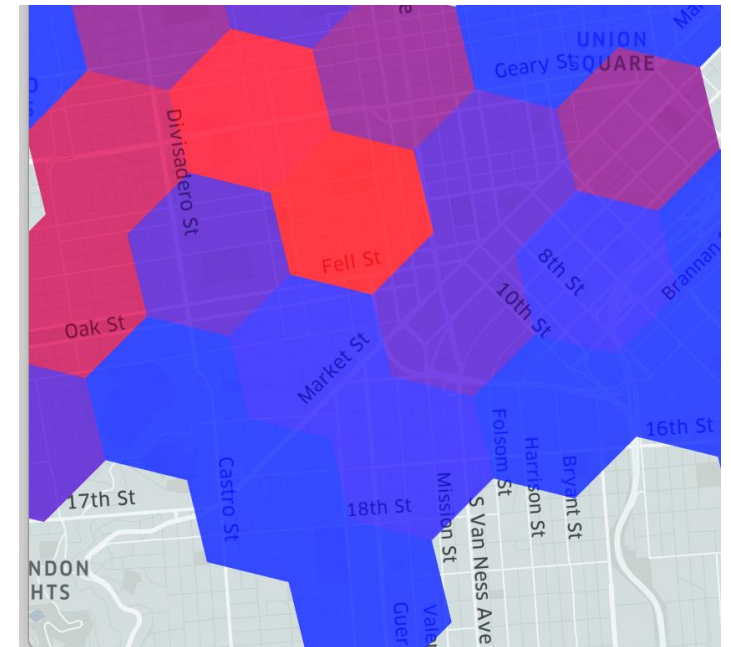 Geary St
UNION
SQUARE
Divisadero St
Fell St
8th St
Brannan
10th St
Oak St
Market St
16th St
Folsom St
Harrison St
Bryant St
Castro St
17th St
18th St
Mission St
S Van Ness Ave
NDON
HTS
Guer
Valen
Mar